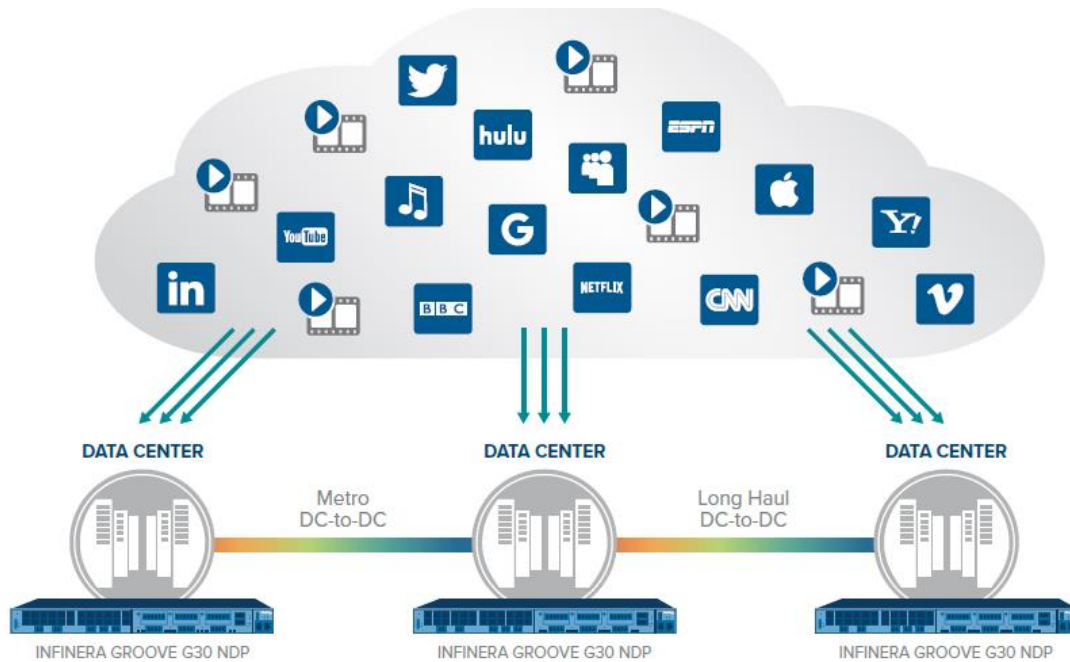 hulu
ESPN
YouTube
G
Y!
in
BBC
NETFLIX
CNN
V
DATA CENTER
DATA CENTER
DATA CENTER
Metro
DC-to-DC
Long Haul
DC-to-DC
INFINERA GROOVE G30 NDP
INFINERA GROOVE G30 NDP
INFINERA GROOVE G30 NDP